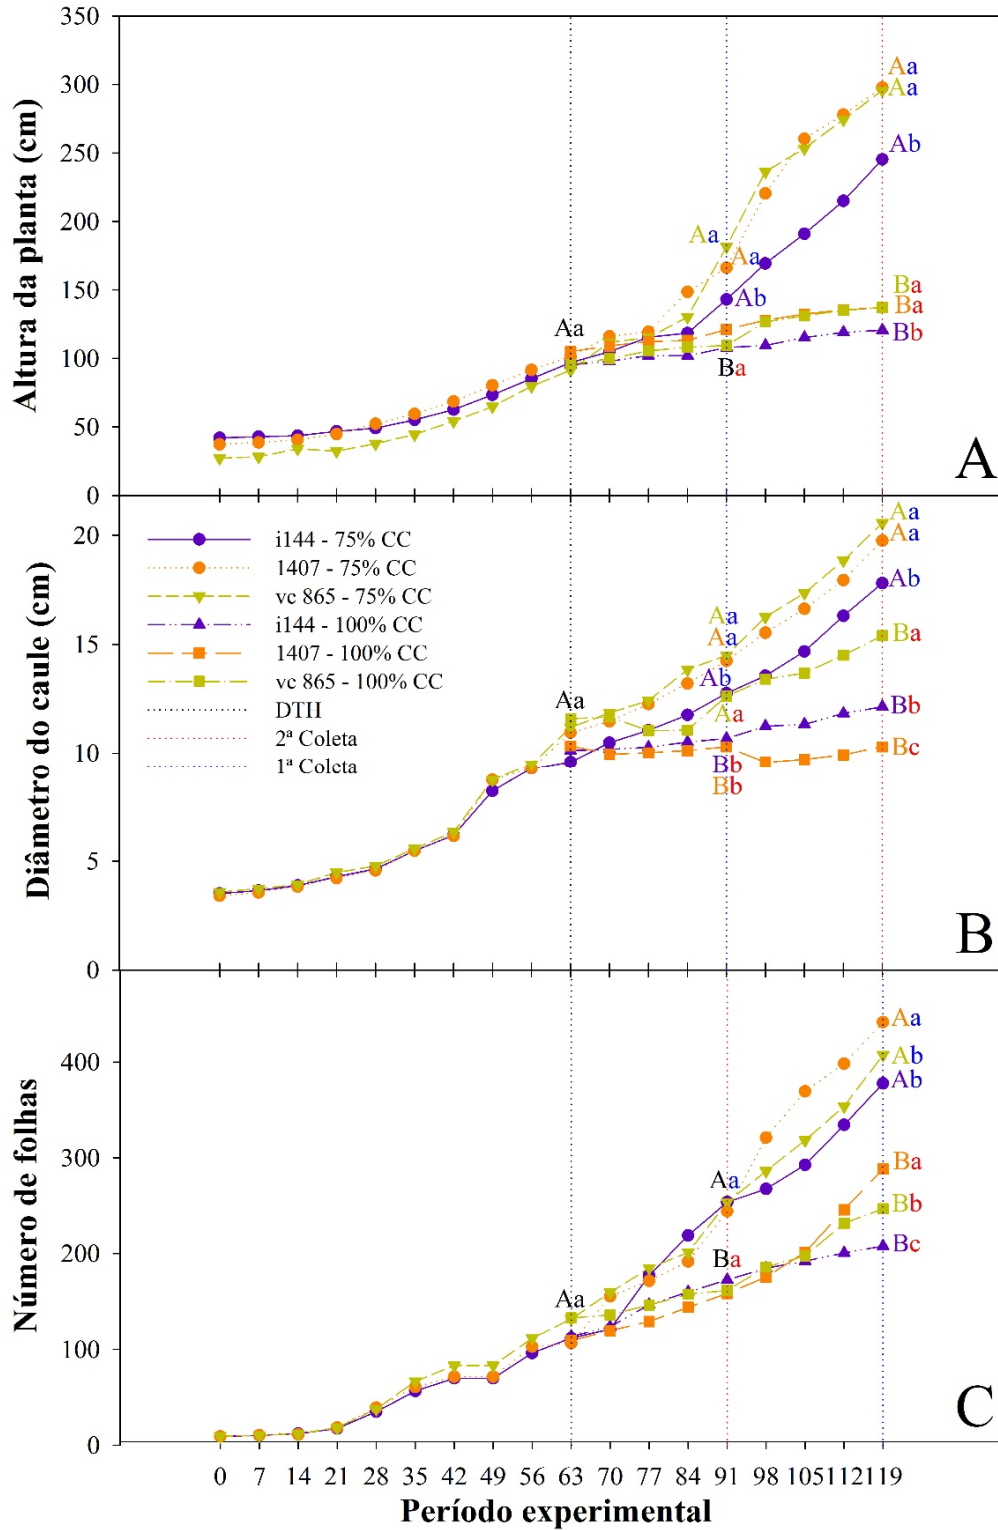 350
300
250
200
150
100
50
0
Altura da planta (cm)
Aa
Aa
Ab
Aa
Aa
Ab
Aa
Ba
Ba
Ba
Bb
A
20
15
10
5
0
Diâmetro do caule (cm)
i144 - 75% CC
1407 - 75% CC
vc 865 - 75% CC
i144 - 100% CC
1407 - 100% CC
vc 865 - 100% CC
DTH
2ª Coleta
1ª Coleta
Aa
Aa
Ab
Aa
Aa
Ab
Aa
Aa
Ba
Bb
Bb
Bb
Bc
B
400
300
200
100
0
Número de folhas
Aa
Ab
Ab
Aa
Ba
Ba
Bb
Bc
Aa
C
0 7 14 21 28 35 42 49 56 63 70 77 84 91 98 105 112 119
Período experimental